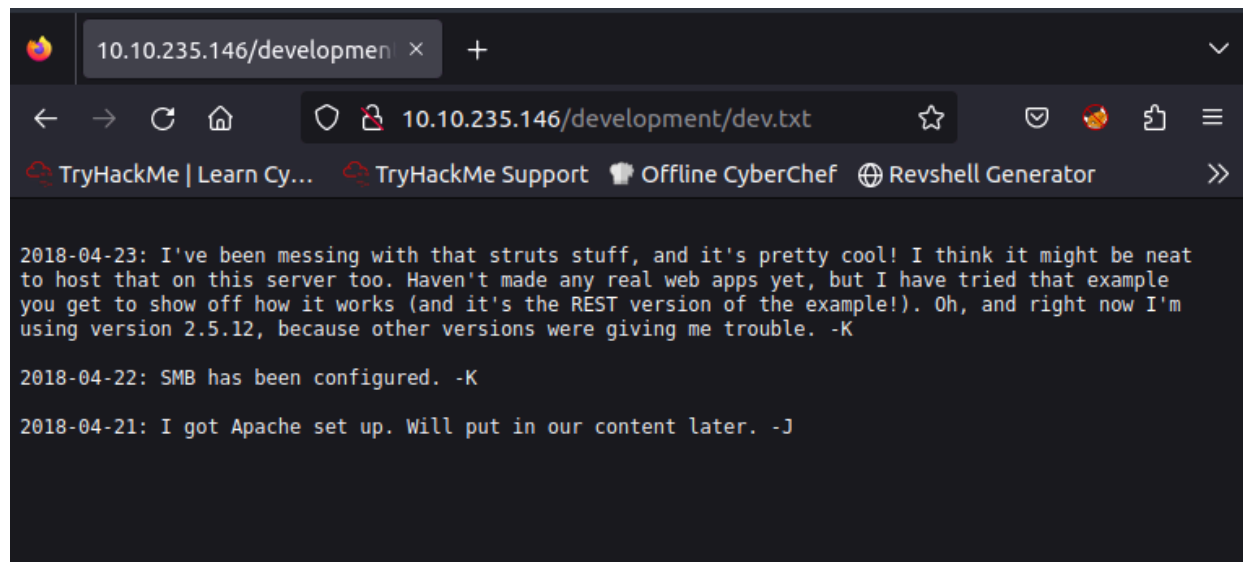 10.10.235.146/developmen
10.10.235.146/development/dev.txt
TryHackMe | Learn Cy... TryHackMe Support Offline CyberChef Revshell Generator
2018-04-23: I've been messing with that struts stuff, and it's pretty cool! I think it might be neat
to host that on this server too. Haven't made any real web apps yet, but I have tried that example
you get to show off how it works (and it's the REST version of the example!). Oh, and right now I'm
using version 2.5.12, because other versions were giving me trouble. -K
2018-04-22: SMB has been configured. -K
2018-04-21: I got Apache set up. Will put in our content later. -J